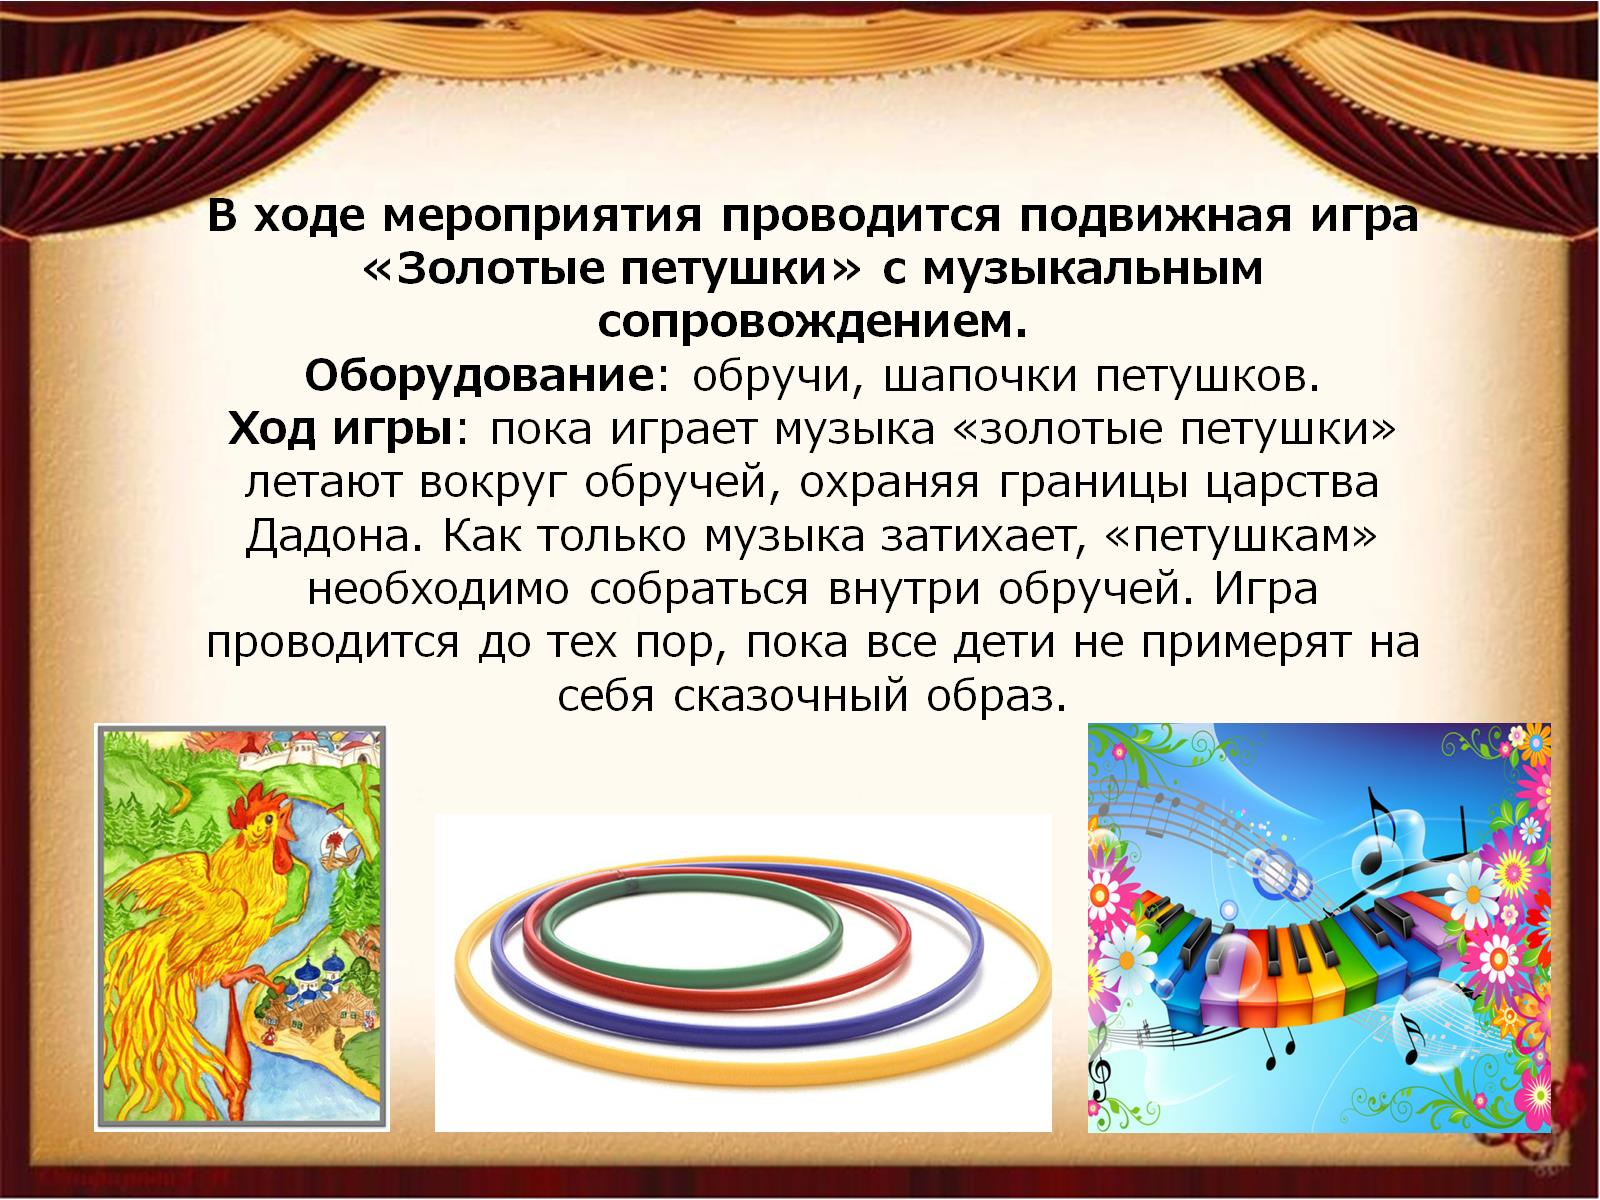 В ходе мероприятия проводится подвижная игра
«Золотые петушки» с музыкальным
сопровождением.
Оборудование: обручи, шапочки петушков.
Ход игры: пока играет музыка «золотые петушки»
летают вокруг обручей, охраняя границы царства
Дадона. Как только музыка затихает, «петушкам»
необходимо собраться внутри обручей. Игра
проводится до тех пор, пока все дети не примерят на
себя сказочный образ.